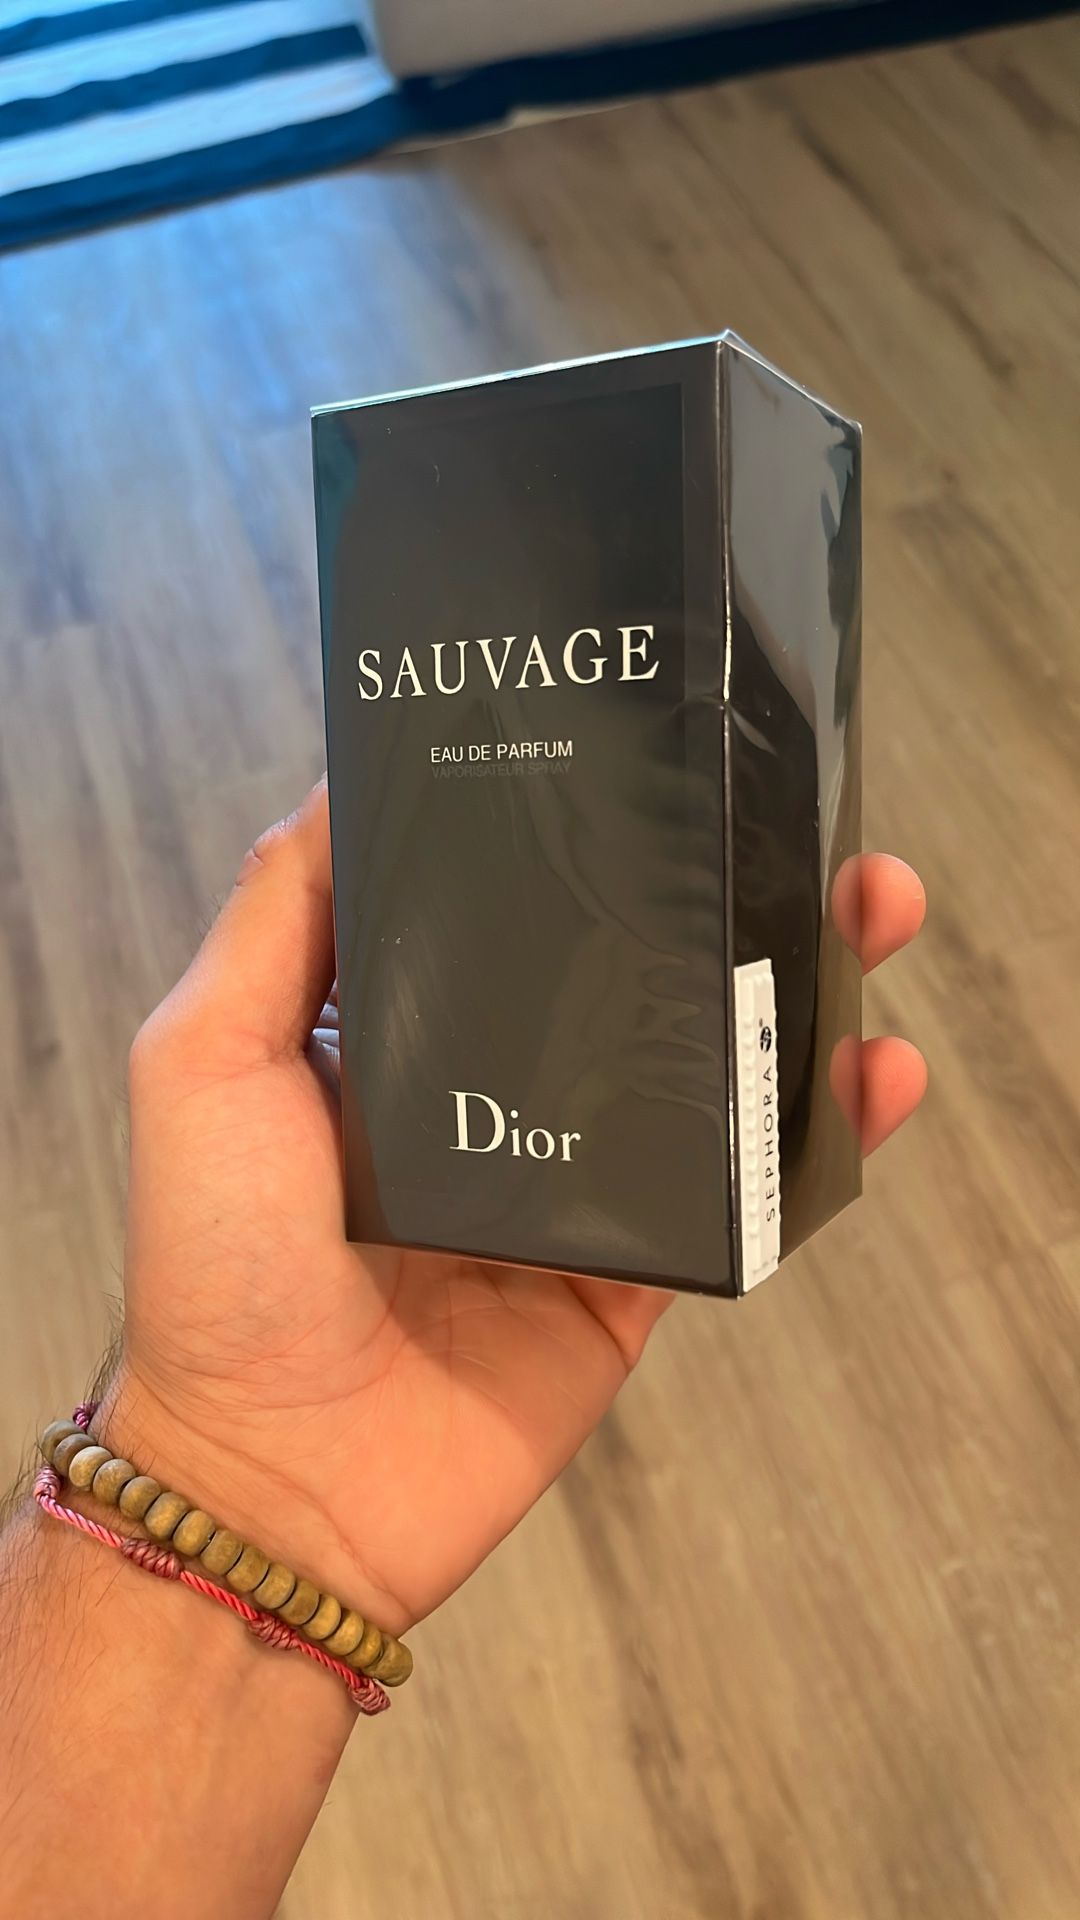 SAUVAGE
EAU DE PARFUM
VAPORISATEUR SPRAY
Dior
SEPHORA